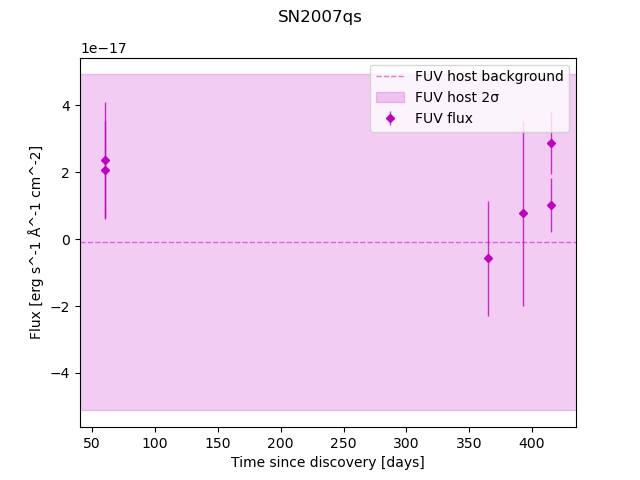 SN2007qs
1e−17
FUV host background
FUV host 2σ
FUV flux
4
2
0
−2
−4
Flux [erg s^-1 Å^-1 cm^-2]
50 100 150 200 250 300 350 400
Time since discovery [days]